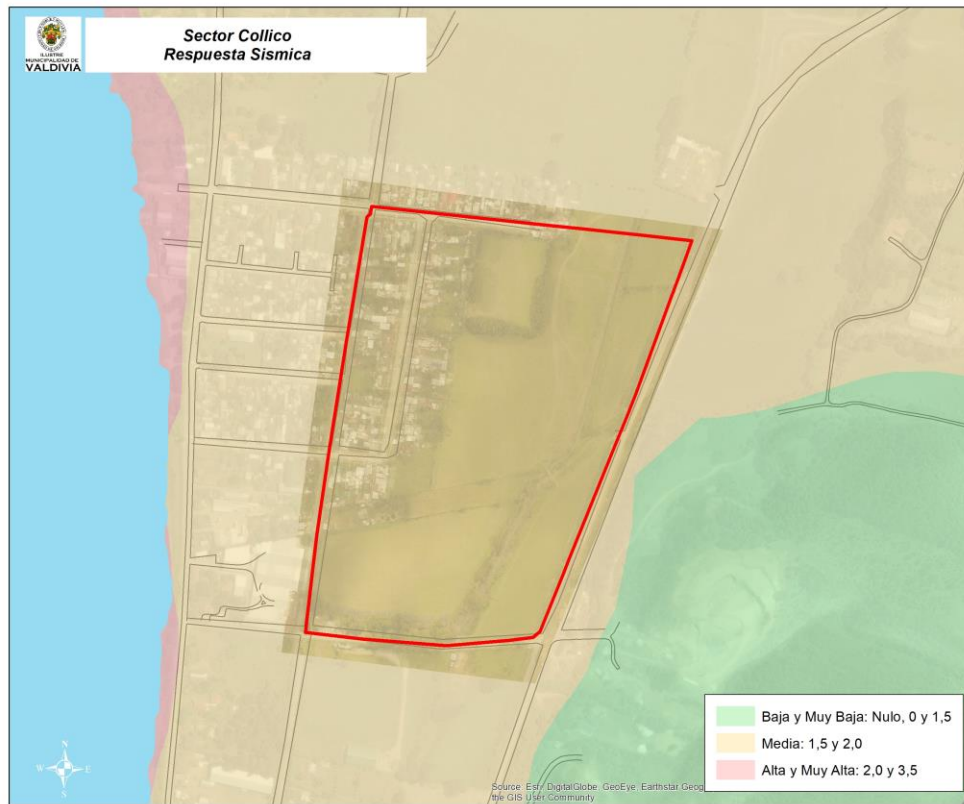 ILUSTRE
MUNICIPALIDAD DE
VALDIVIA
Sector Collico
Respuesta Sismica
N
W E
S
Baja y Muy Baja: Nulo, 0 y 1,5
Media: 1,5 y 2,0
Alta y Muy Alta: 2,0 y 3,5
Source: Esri, DigitalGlobe, GeoEye, Earthstar Geog
the GIS User Community